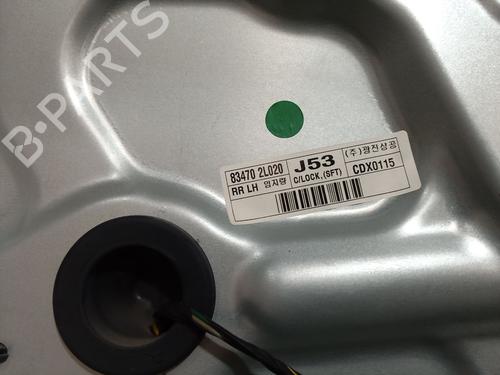 B-PARTS
83470 2L020
J53
(주)광진상공
RR LH
C/LOCK.(SFT)
CDX0115